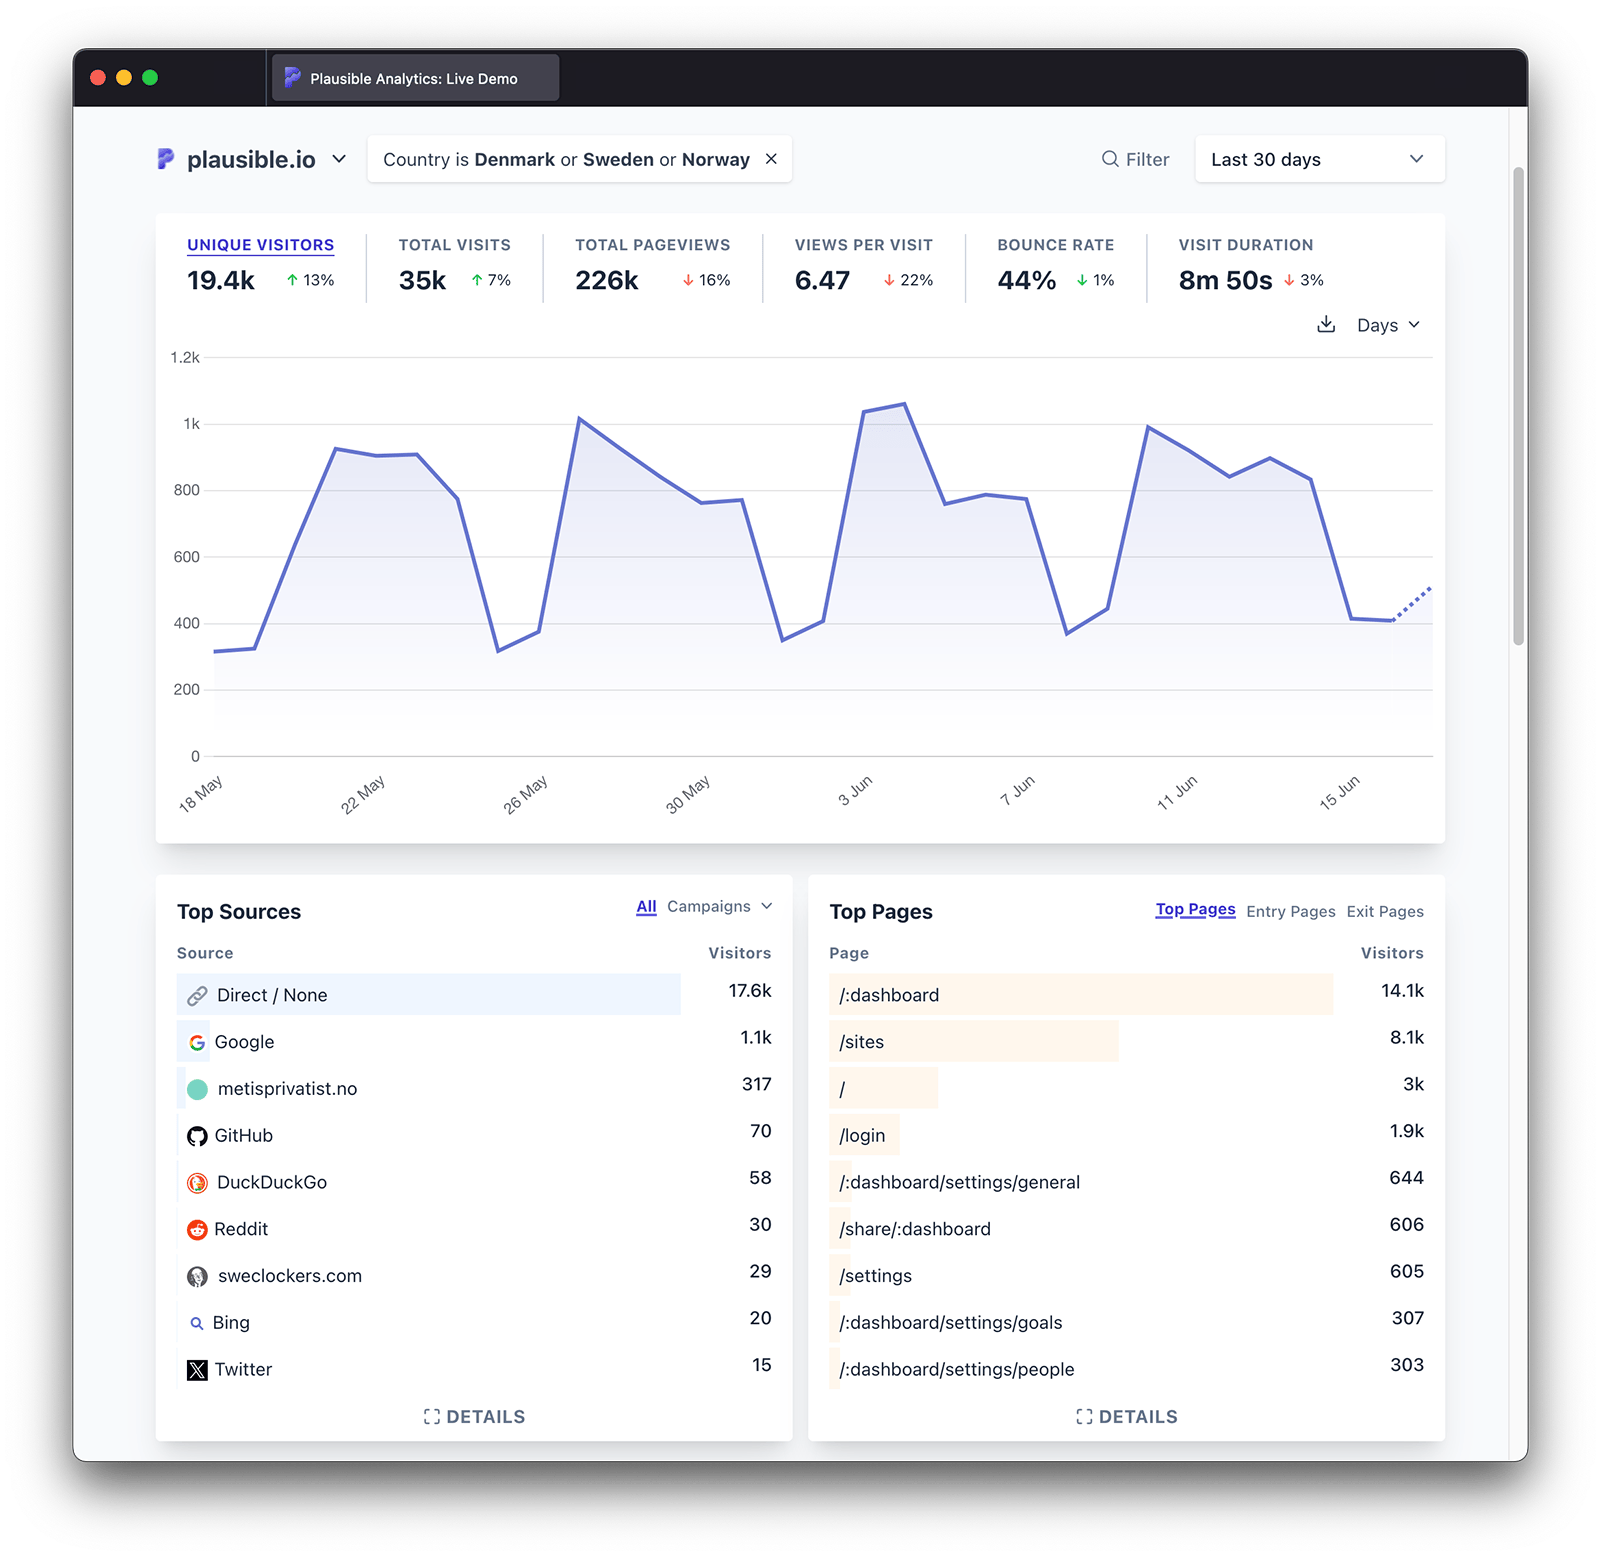 Plausible Analytics: Live Demo
plausible.io
Country is Denmark or Sweden or Norway
Filter
Last 30 days
UNIQUE VISITORS
19.4k 13%
TOTAL VISITS
35k 7%
TOTAL PAGEVIEWS
226k 16%
VIEWS PER VISIT
6.47 22%
BOUNCE RATE
44% 1%
VISIT DURATION
8m 50s 3%
Days
1.2k
1k
800
600
400
200
0
18 May
22 May
26 May
30 May
3 Jun
7 Jun
11 Jun
15 Jun
Top Sources
All Campaigns
Source Visitors
Direct / None 17.6k
Google 1.1k
metisprivatist.no 317
GitHub 70
DuckDuckGo 58
Reddit 30
sweclockers.com 29
Bing 20
Twitter 15
DETAILS
Top Pages
Top Pages Entry Pages Exit Pages
Page Visitors
/:dashboard 14.1k
/sites 8.1k
/ 3k
/login 1.9k
/:dashboard/settings/general 644
/share/:dashboard 606
/settings 605
/:dashboard/settings/goals 307
/:dashboard/settings/people 303
DETAILS